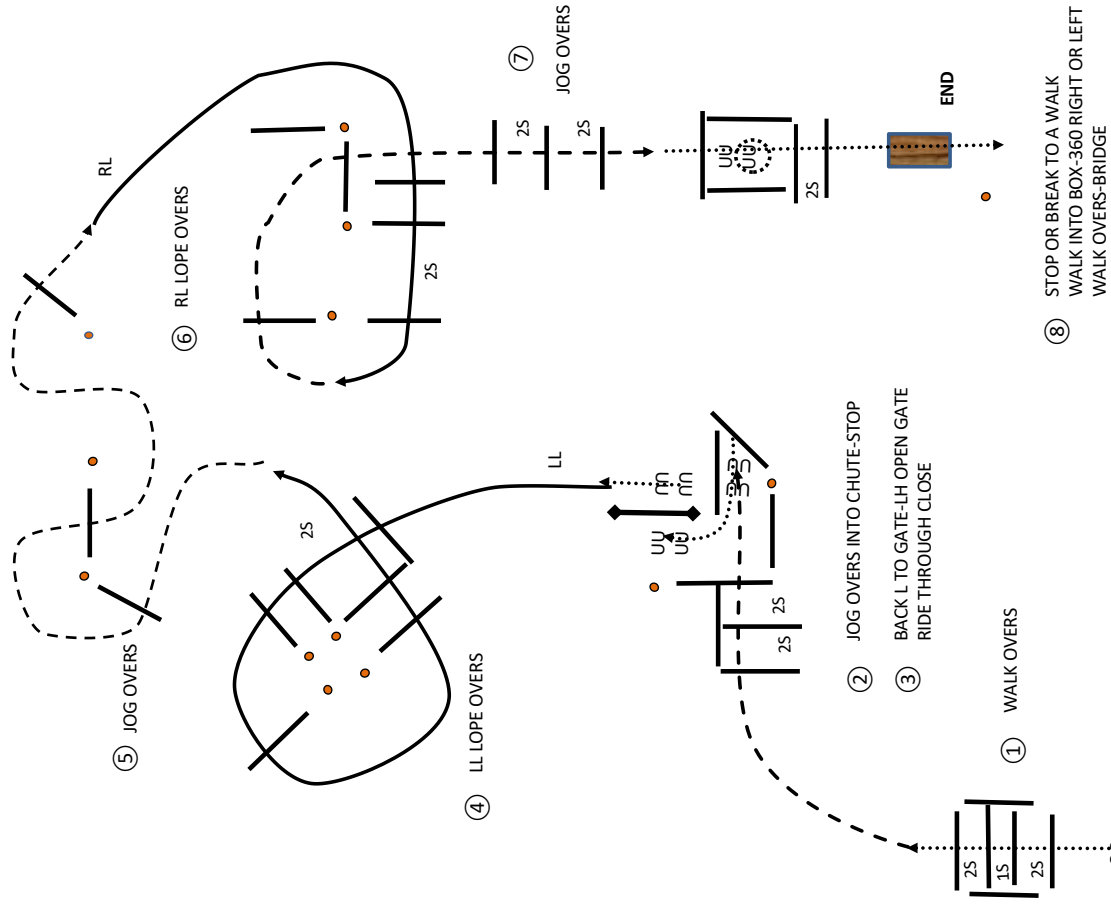 ① WALK OVERS
2S
1S
2S
② JOG OVERS INTO CHUTE-STOP
2S
2S
③ BACK L TO GATE-LH OPEN GATE
RIDE THROUGH CLOSE
LL
④ LL LOPE OVERS
2S
⑤ JOG OVERS
RL
⑥ RL LOPE OVERS
2S
⑦ JOG OVERS
2S
2S
⑧ STOP OR BREAK TO A WALK
WALK INTO BOX-360 RIGHT OR LEFT
WALK OVERS-BRIDGE
2S
END